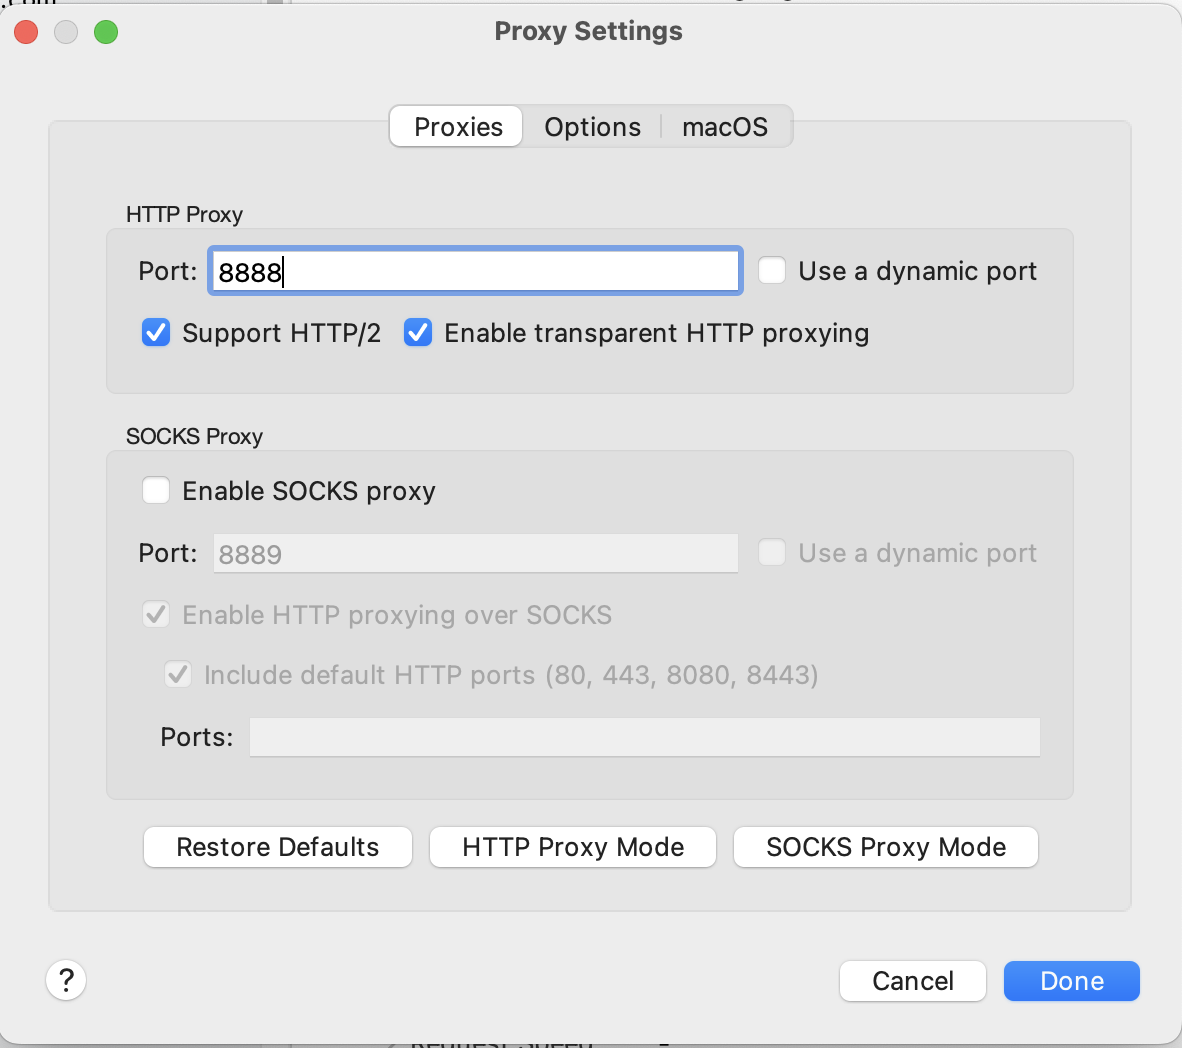 Proxy Settings
Proxies Options macOS
HTTP Proxy
Port: 8888 Use a dynamic port
Support HTTP/2 Enable transparent HTTP proxying
SOCKS Proxy
Enable SOCKS proxy
Port: 8889 Use a dynamic port
Enable HTTP proxying over SOCKS
Include default HTTP ports (80, 443, 8080, 8443)
Ports:
Restore Defaults HTTP Proxy Mode SOCKS Proxy Mode
? Cancel Done